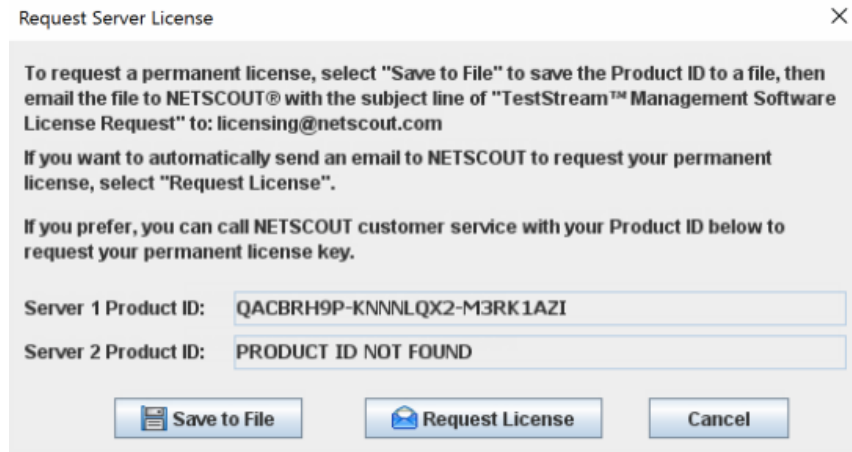 Request Server License
To request a permanent license, select "Save to File" to save the Product ID to a file, then
email the file to NETSCOUT® with the subject line of "TestStream™ Management Software
License Request" to: licensing@netscout.com
If you want to automatically send an email to NETSCOUT to request your permanent
license, select "Request License".
If you prefer, you can call NETSCOUT customer service with your Product ID below to
request your permanent license key.
Server 1 Product ID: QACBRH9P-KNNNLQX2-M3RK1AZI
Server 2 Product ID: PRODUCT ID NOT FOUND
Save to File Request License Cancel